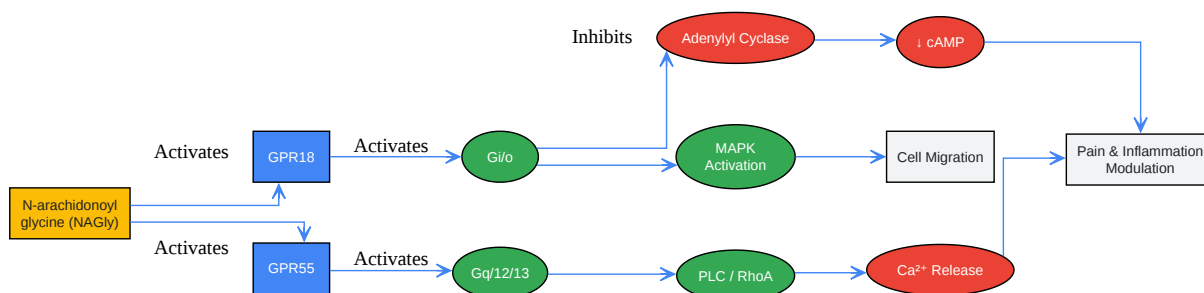 Inhibits
Adenylyl Cyclase
↓ cAMP
Activates
GPR18
Activates
Gi/o
MAPK
Activation
Cell Migration
Pain & Inflammation
Modulation
N-arachidonoyl
glycine (NAGly)
Activates
GPR55
Activates
Gq/12/13
PLC / RhoA
Ca²⁺ Release